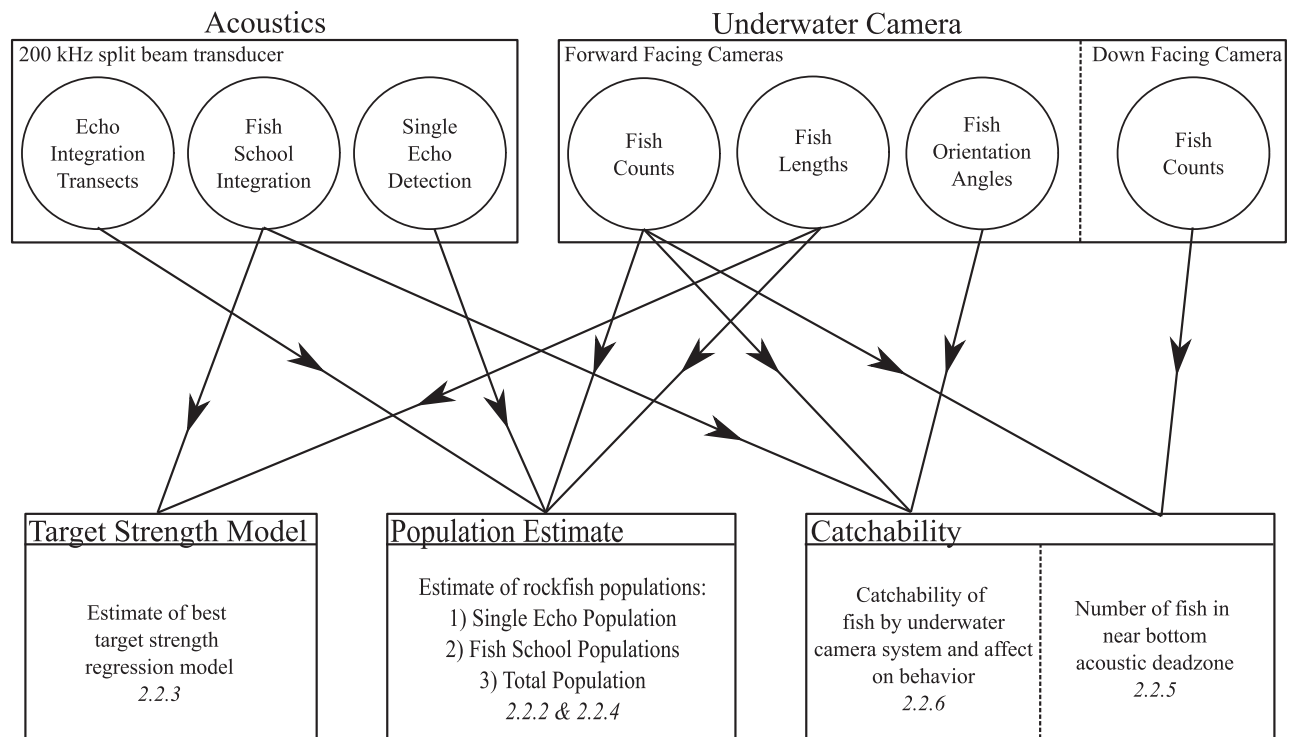 Acoustics
200 kHz split beam transducer
Echo
Integration
Transects
Fish
School
Integration
Single
Echo
Detection
Underwater Camera
Forward Facing Cameras
Fish
Counts
Fish
Lengths
Fish
Orientation
Angles
Down Facing Camera
Fish
Counts
Target Strength Model
Estimate of best
target strength
regression model
2.2.3
Population Estimate
Estimate of rockfish populations:
1) Single Echo Population
2) Fish School Populations
3) Total Population
2.2.2 & 2.2.4
Catchability
Catchability of
fish by underwater
camera system and affect
on behavior
2.2.6
Number of fish in
near bottom
acoustic deadzone
2.2.5